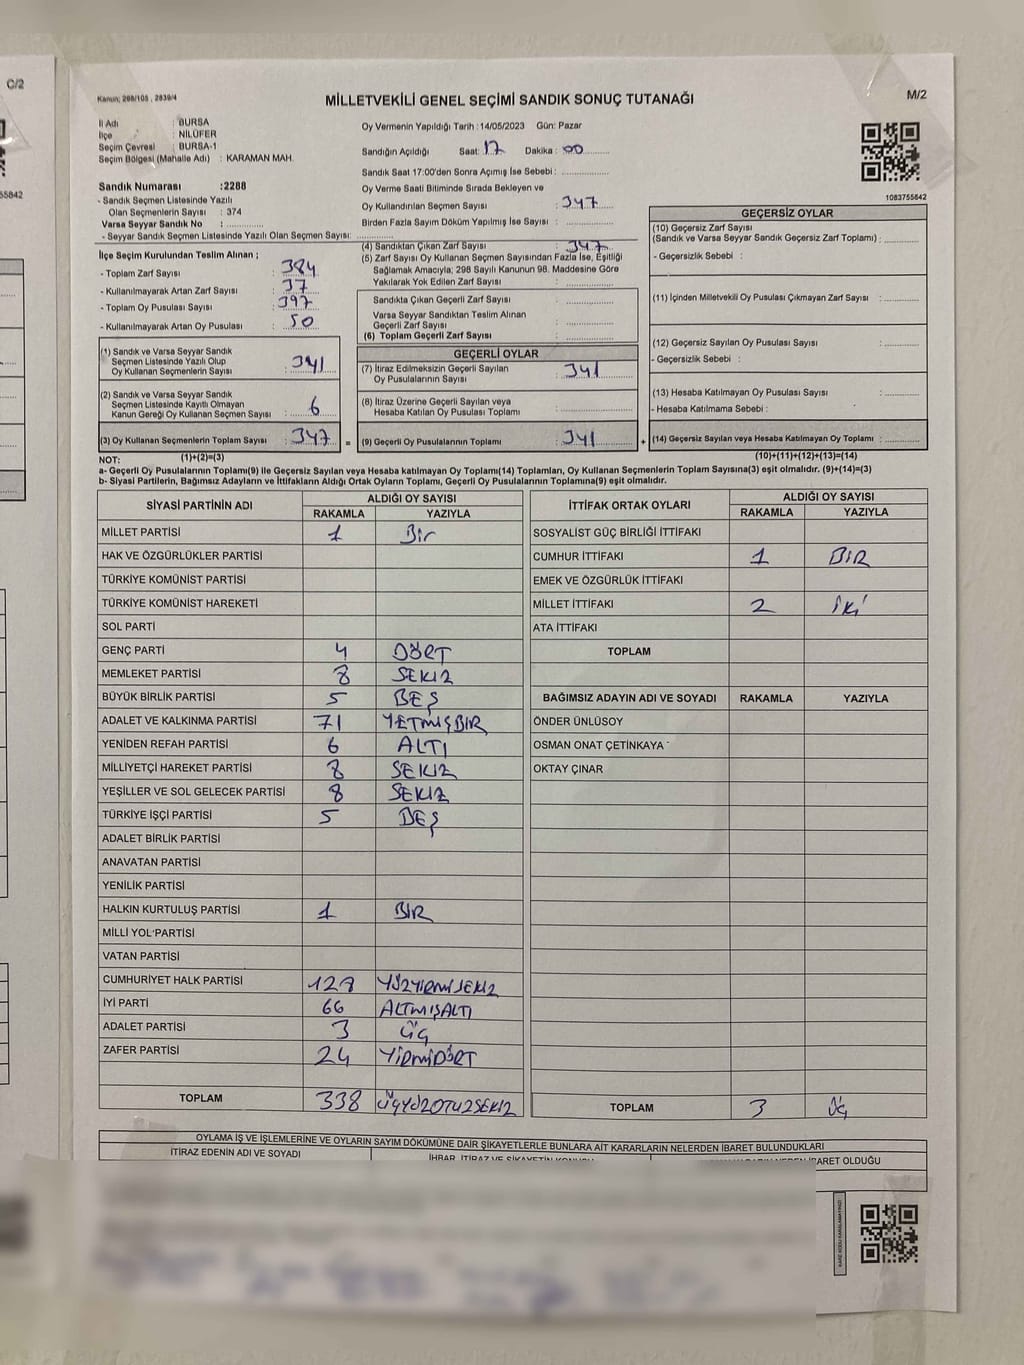 C/2
55842
Kanun; 298/105 , 2839/4
MİLLETVEKİLİ GENEL SEÇİMİ SANDIK SONUÇ TUTANAĞI
M/2
İl Adı : BURSA
İlçe : NİLÜFER
Seçim Çevresi : BURSA-1
Seçim Bölgesi (Mahalle Adı) : KARAMAN MAH.
Sandık Numarası :2288
- Sandık Seçmen Listesinde Yazılı
Olan Seçmenlerin Sayısı : 374
Varsa Seyyar Sandık No :
- Seyyar Sandık Seçmen Listesinde Yazılı Olan Seçmen Sayısı:
Oy Vermenin Yapıldığı Tarih :14/05/2023 Gün: Pazar
Sandığın Açıldığı Saat: 17 Dakika : 00
Sandık Saat 17:00'den Sonra Açılmış İse Sebebi :
Oy Verme Saati Bitiminde Sırada Bekleyen ve
Oy Kullandırılan Seçmen Sayısı : 347
Birden Fazla Sayım Döküm Yapılmış İse Sayısı :
1083755842
İlçe Seçim Kurulundan Teslim Alınan ;
- Toplam Zarf Sayısı : 384
- Kullanılmayarak Artan Zarf Sayısı : 37
- Toplam Oy Pusulası Sayısı : 397
- Kullanılmayarak Artan Oy Pusulası : 50
(4) Sandıktan Çıkan Zarf Sayısı : 347
(5) Zarf Sayısı Oy Kullanan Seçmen Sayısından Fazla İse, Eşitliği
Sağlamak Amacıyla; 298 Sayılı Kanunun 98. Maddesine Göre
Yakılarak Yok Edilen Zarf Sayısı :
Sandıkta Çıkan Geçerli Zarf Sayısı :
Varsa Seyyar Sandıktan Teslim Alınan
Geçerli Zarf Sayısı :
(6) Toplam Geçerli Zarf Sayısı :
GEÇERSİZ OYLAR
(10) Geçersiz Zarf Sayısı
(Sandık ve Varsa Seyyar Sandık Geçersiz Zarf Toplamı) :
- Geçersizlik Sebebi :
(11) İçinden Milletvekili Oy Pusulası Çıkmayan Zarf Sayısı :
(12) Geçersiz Sayılan Oy Pusulası Sayısı :
- Geçersizlik Sebebi :
(13) Hesaba Katılmayan Oy Pusulası Sayısı :
- Hesaba Katılmama Sebebi :
(14) Geçersiz Sayılan veya Hesaba Katılmayan Oy Toplamı :
(10)+(11)+(12)+(13)=(14)
(1) Sandık ve Varsa Seyyar Sandık
Seçmen Listesinde Yazılı Olup
Oy Kullanan Seçmenlerin Sayısı : 341
(2) Sandık ve Varsa Seyyar Sandık
Seçmen Listesinde Kayıtlı Olmayan
Kanun Gereği Oy Kullanan Seçmen Sayısı : 6
(3) Oy Kullanan Seçmenlerin Toplam Sayısı : 347 =
GEÇERLİ OYLAR
(7) İtiraz Edilmeksizin Geçerli Sayılan
Oy Pusulalarının Sayısı : 341
(8) İtiraz Üzerine Geçerli Sayılan veya
Hesaba Katılan Oy Pusulası Toplamı :
(9) Geçerli Oy Pusulalarının Toplamı : 341 +
NOT: (1)+(2)=(3)
a- Geçerli Oy Pusulalarının Toplamı(9) ile Geçersiz Sayılan veya Hesaba katılmayan Oy Toplamı(14) Toplamları, Oy Kullanan Seçmenlerin Toplam Sayısına(3) eşit olmalıdır. (9)+(14)=(3)
b- Siyasi Partilerin, Bağımsız Adayların ve İttifakların Aldığı Ortak Oyların Toplamı, Geçerli Oy Pusulalarının Toplamına(9) eşit olmalıdır.
SİYASİ PARTİNİN ADI ALDIĞI OY SAYISI
RAKAMLA YAZIYLA
MİLLET PARTİSİ 1 Bir
HAK VE ÖZGÜRLÜKLER PARTİSİ
TÜRKİYE KOMÜNİST PARTİSİ
TÜRKİYE KOMÜNİST HAREKETİ
SOL PARTİ
GENÇ PARTİ 4 DÖRT
MEMLEKET PARTİSİ 8 SEKIZ
BÜYÜK BİRLİK PARTİSİ 5 BEŞ
ADALET VE KALKINMA PARTİSİ 71 YETMIŞBIR
YENİDEN REFAH PARTİSİ 6 ALTI
MİLLİYETÇİ HAREKET PARTİSİ 8 SEKIZ
YEŞİLLER VE SOL GELECEK PARTİSİ 8 SEKIZ
TÜRKİYE İŞÇİ PARTİSİ 5 BEŞ
ADALET BİRLİK PARTİSİ
ANAVATAN PARTİSİ
YENİLİK PARTİSİ
HALKIN KURTULUŞ PARTİSİ 1 BIR
MİLLİ YOL PARTİSİ
VATAN PARTİSİ
CUMHURİYET HALK PARTİSİ 128 YÜZYIRMISEKIZ
İYİ PARTİ 66 ALTMIŞALTI
ADALET PARTİSİ 3 ÜÇ
ZAFER PARTİSİ 24 YİRMİDÖRT
TOPLAM 338 ÜÇYÜZOTUZSEKIZ
İTTİFAK ORTAK OYLARI ALDIĞI OY SAYISI
RAKAMLA YAZIYLA
SOSYALİST GÜÇ BİRLİĞİ İTTİFAKI
CUMHUR İTTİFAKI 1 BIR
EMEK VE ÖZGÜRLÜK İTTİFAKI
MİLLET İTTİFAKI 2 İKİ
ATA İTTİFAKI
TOPLAM
BAĞIMSIZ ADAYIN ADI VE SOYADI RAKAMLA YAZIYLA
ÖNDER ÜNLÜSOY
OSMAN ONAT ÇETİNKAYA
OKTAY ÇINAR
TOPLAM 3 ÜÇ
OYLAMA İŞ VE İŞLEMLERİNE VE OYLARIN SAYIM DÖKÜMÜNE DAİR ŞİKAYETLERLE BUNLARA AİT KARARLARIN NELERDEN İBARET BULUNDUKLARI
İTİRAZ EDENİN ADI VE SOYADI
İHBAR, İTİRAZ VE ŞİKAYETİN KONUSU
İBARET OLDUĞU